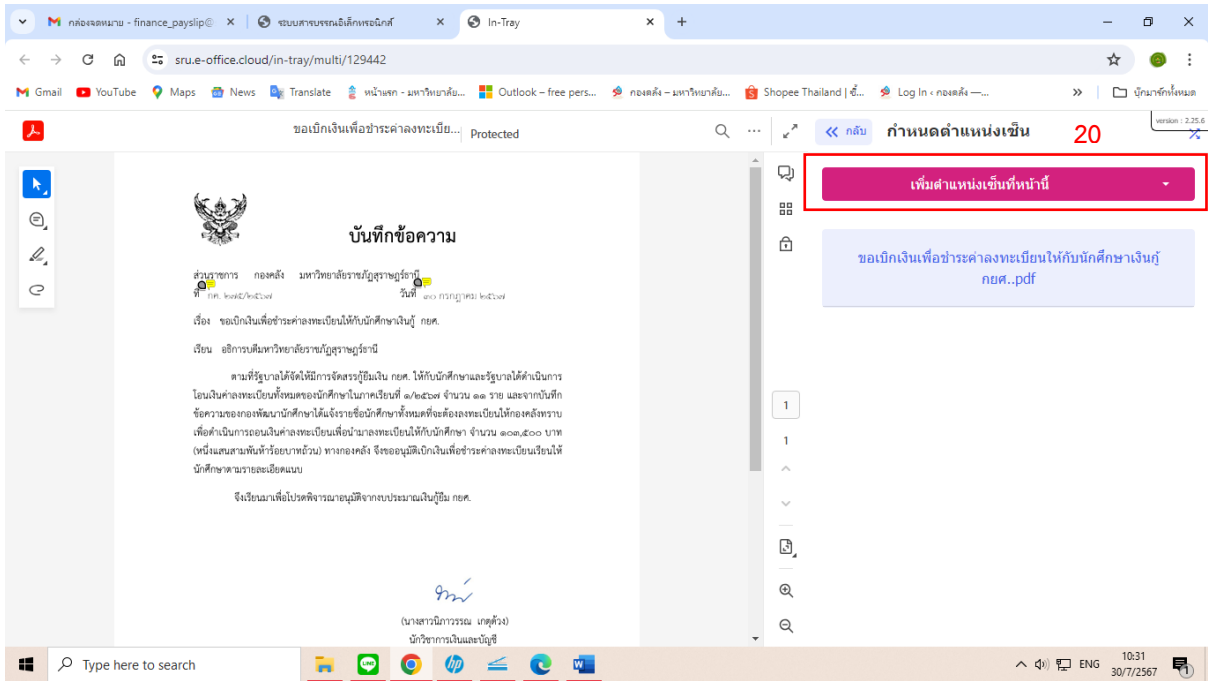 กล่องจดหมาย - finance_payslip@
ระบบสารบรรณอิเล็กทรอนิกส์
In-Tray
sru.e-office.cloud/in-tray/multi/129442
Gmail YouTube Maps News Translate หน้าแรก - มหาวิทยาลัย... Outlook – free pers... กองคลัง – มหาวิทยาลัย... Shopee Thailand | ซื้... Log In ‹ กองคลัง —... » บุ๊กมาร์กทั้งหมด
ขอเบิกเงินเพื่อชำระค่าลงทะเบีย... Protected
กลับ กำหนดตำแหน่งเซ็น 20 version : 2.25.6
เพิ่มตำแหน่งเซ็นที่หน้านี้
ขอเบิกเงินเพื่อชำระค่าลงทะเบียนให้กับนักศึกษาเงินกู้
กยศ..pdf
บันทึกข้อความ
ส่วนราชการ กองคลัง มหาวิทยาลัยราชภัฏสุราษฎร์ธานี
ที่ กค. ๒๗๕/๒๕๖๗ วันที่ ๓๐ กรกฎาคม ๒๕๖๗
เรื่อง ขอเบิกเงินเพื่อชำระค่าลงทะเบียนให้กับนักศึกษาเงินกู้ กยศ.
เรียน อธิการบดีมหาวิทยาลัยราชภัฏสุราษฎร์ธานี
ตามที่รัฐบาลได้จัดให้มีการจัดสรรกู้ยืมเงิน กยศ. ให้กับนักศึกษาและรัฐบาลได้ดำเนินการ
โอนเงินค่าลงทะเบียนทั้งหมดของนักศึกษาในภาคเรียนที่ ๑/๒๕๖๗ จำนวน ๑๑ ราย และจากบันทึก
ข้อความของกองพัฒนานักศึกษาได้แจ้งรายชื่อนักศึกษาทั้งหมดที่จะต้องลงทะเบียนให้กองคลังทราบ
เพื่อดำเนินการถอนเงินค่าลงทะเบียนเพื่อนำมาลงทะเบียนให้กับนักศึกษา จำนวน ๑๐๓,๕๐๐ บาท
(หนึ่งแสนสามพันห้าร้อยบาทถ้วน) ทางกองคลัง จึงขออนุมัติเบิกเงินเพื่อชำระค่าลงทะเบียนเรียนให้
นักศึกษาตามรายละเอียดแนบ
จึงเรียนมาเพื่อโปรดพิจารณาอนุมัติจากงบประมาณเงินกู้ยืม กยศ.
(นางสาวนิภาวรรณ เกตุด้วง)
นักวิชาการเงินและบัญชี
1
1
Type here to search
ENG
10:31
30/7/2567
1